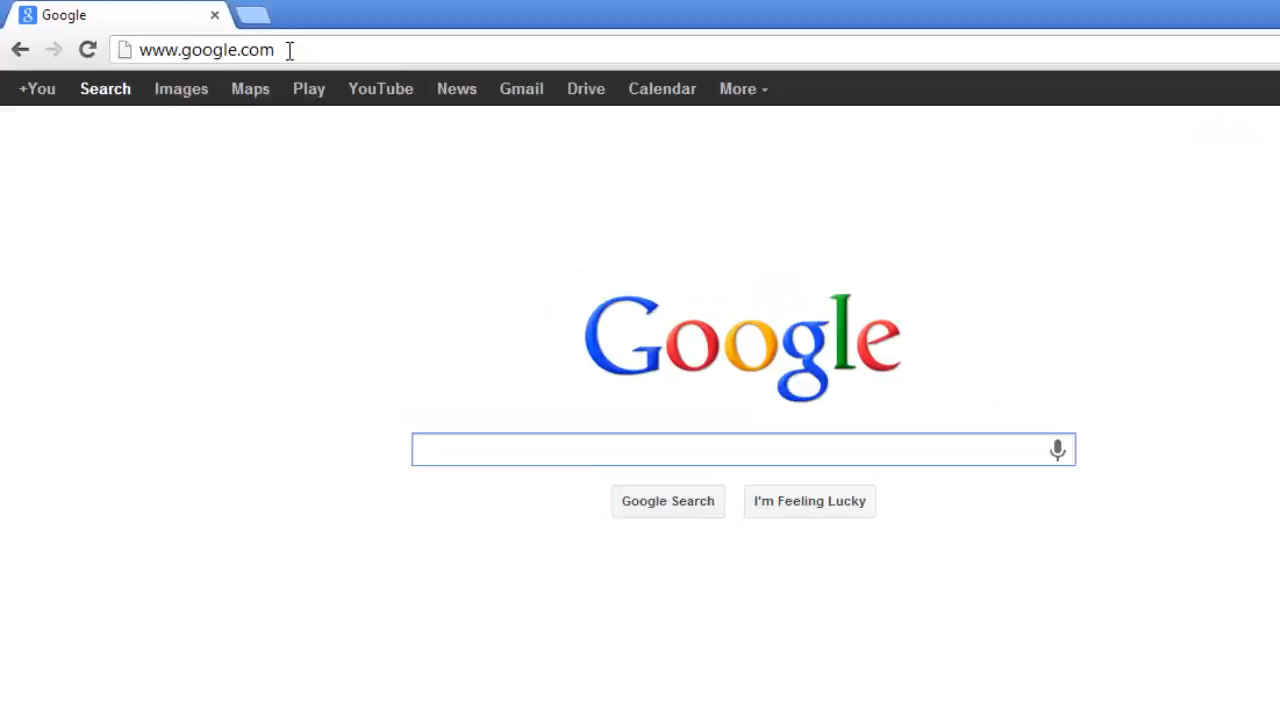 Google
www.google.com
+You Search Images Maps Play YouTube News Gmail Drive Calendar More
Google
Google Search I'm Feeling Lucky